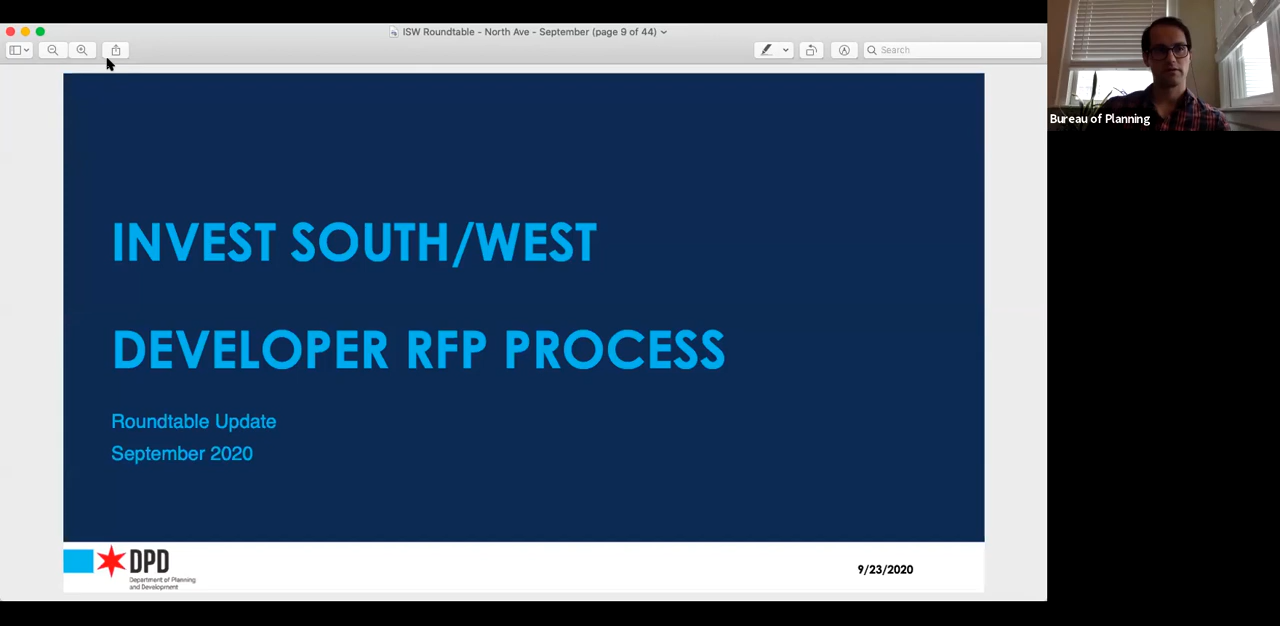 ISW Roundtable - North Ave - September (page 9 of 44)
Search
Bureau of Planning
INVEST SOUTH/WEST
DEVELOPER RFP PROCESS
Roundtable Update
September 2020
DPD
Department of Planning
and Development
9/23/2020